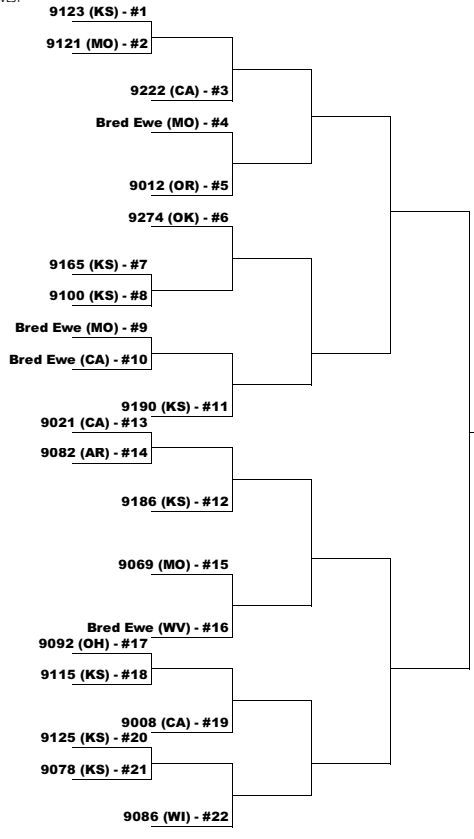 9123 (KS) - #1
9121 (MO) - #2
9222 (CA) - #3
Bred Ewe (MO) - #4
9012 (OR) - #5
9274 (OK) - #6
9165 (KS) - #7
9100 (KS) - #8
Bred Ewe (MO) - #9
Bred Ewe (CA) - #10
9190 (KS) - #11
9021 (CA) - #13
9082 (AR) - #14
9186 (KS) - #12
9069 (MO) - #15
Bred Ewe (WV) - #16
9092 (OH) - #17
9115 (KS) - #18
9008 (CA) - #19
9125 (KS) - #20
9078 (KS) - #21
9086 (WI) - #22